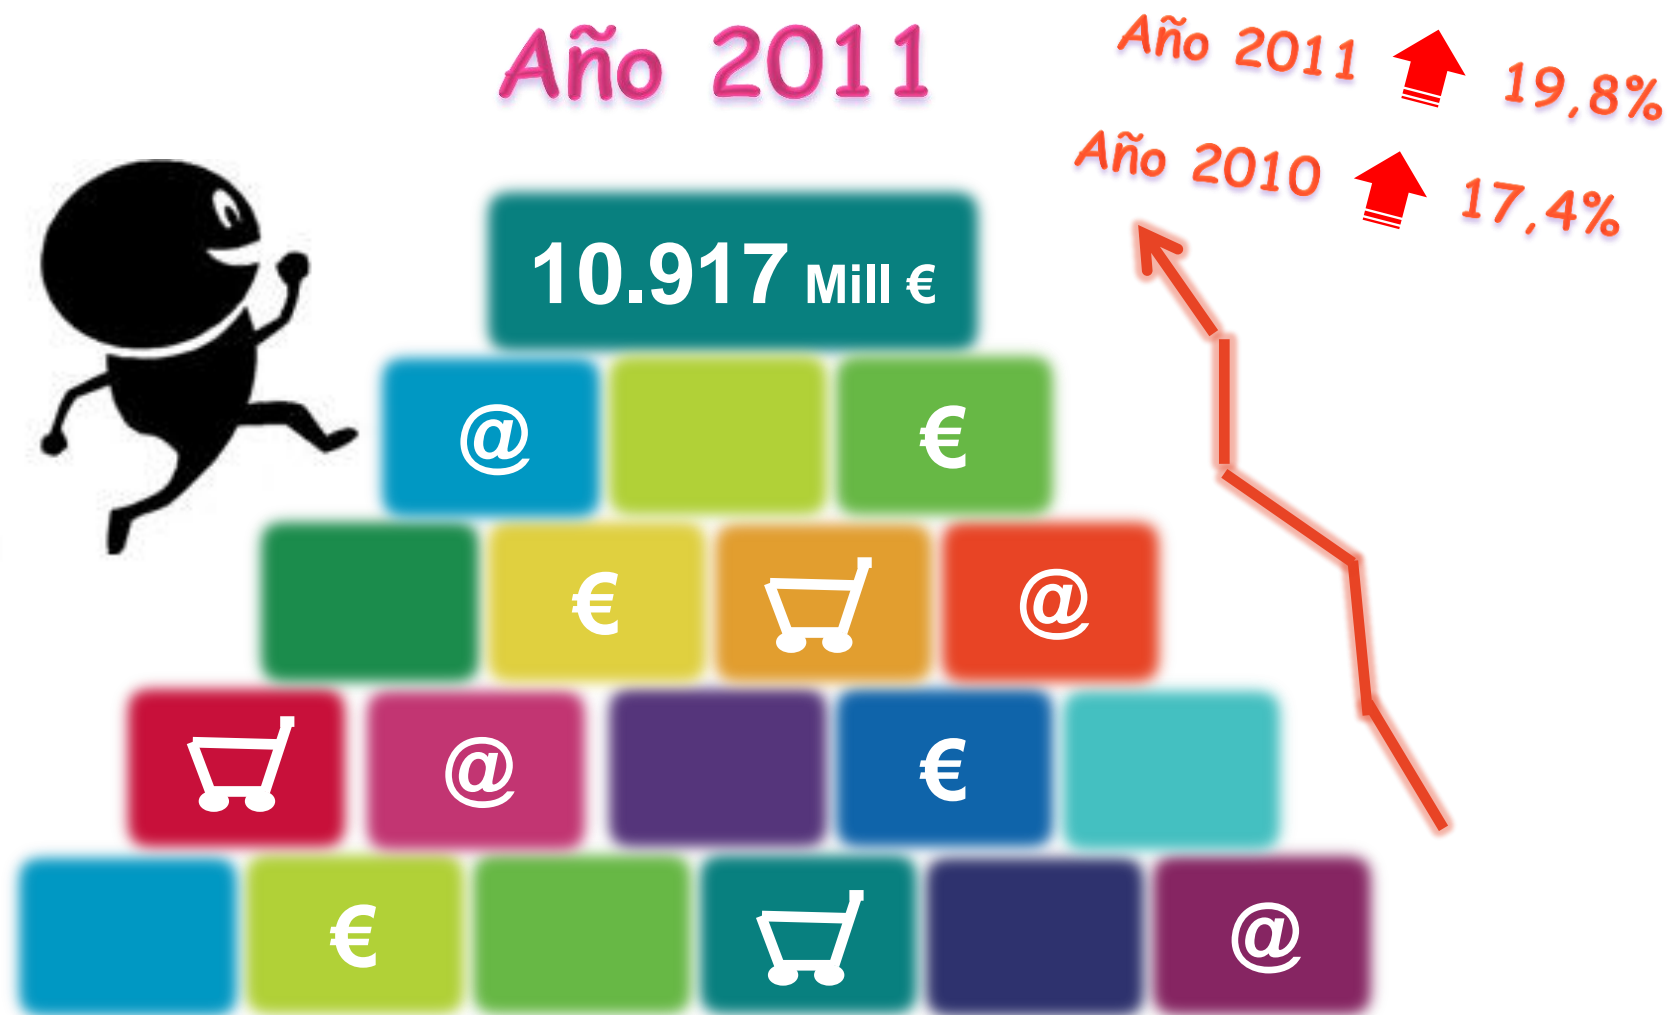 Año 2011
Año 2011 19,8%
Año 2010 17,4%
10.917 Mill €
@ €
€ @
@ €
€ @